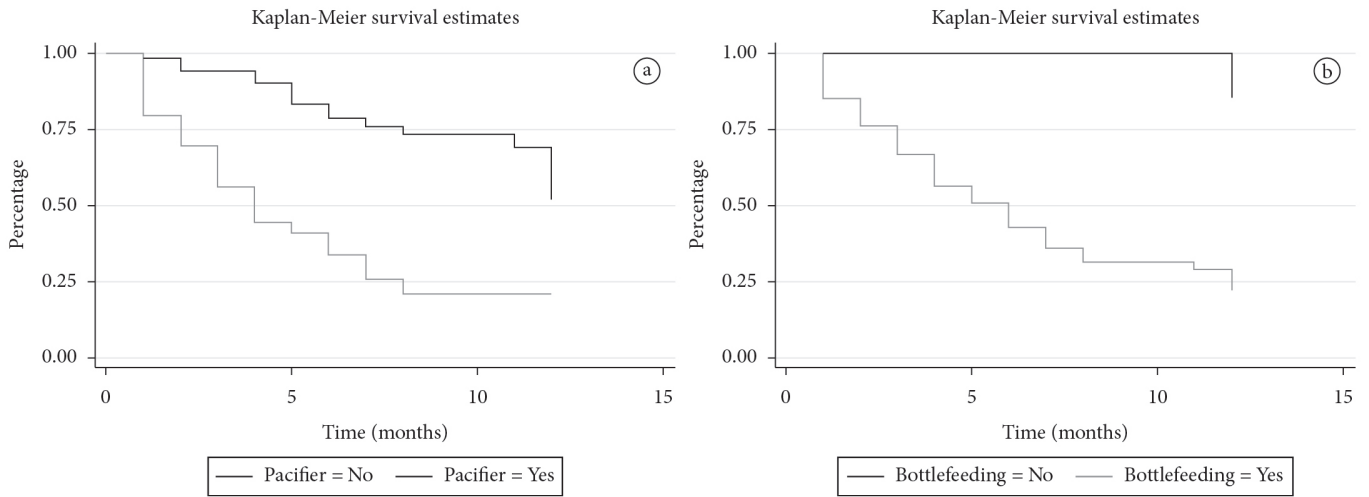 Kaplan-Meier survival estimates
a
1.00
0.75
0.50
0.25
0.00
Percentage
0 5 10 15
Time (months)
Pacifier = No Pacifier = Yes
Kaplan-Meier survival estimates
b
1.00
0.75
0.50
0.25
0.00
Percentage
0 5 10 15
Time (months)
Bottlefeeding = No Bottlefeeding = Yes